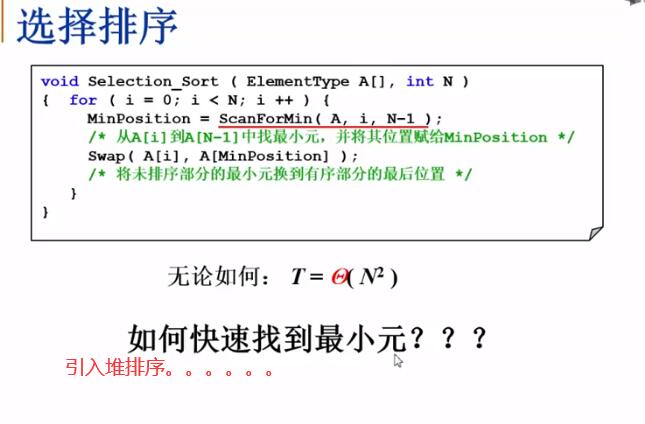 选择排序
void Selection_Sort ( ElementType A[], int N )
{ for ( i = 0; i < N; i ++ ) {
MinPosition = ScanForMin( A, i, N-1 );
/* 从A[i]到A[N-1]中找最小元，并将其位置赋给MinPosition */
Swap( A[i], A[MinPosition] );
/* 将未排序部分的最小元换到有序部分的最后位置 */
}
}
无论如何： T = Θ( N² )
如何快速找到最小元？？？
引入堆排序。。。。。。